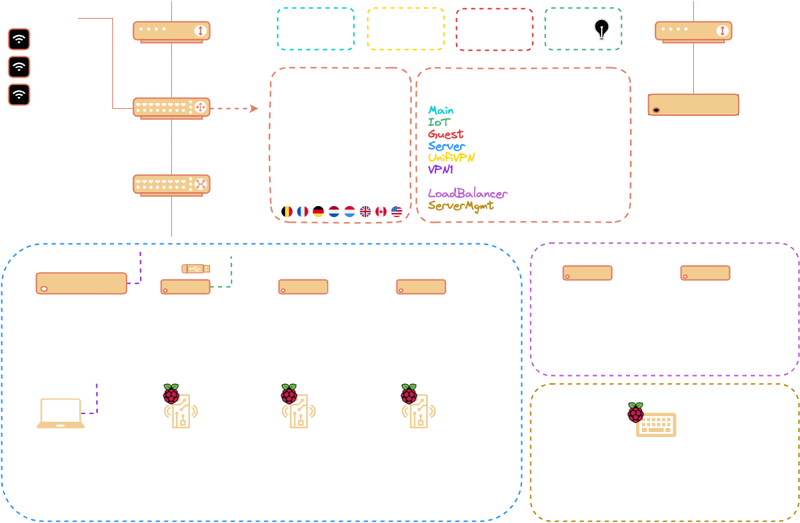 Main
IoT
Guest
Server
UnifiVPN
VPN1
LoadBalancer
ServerMgmt